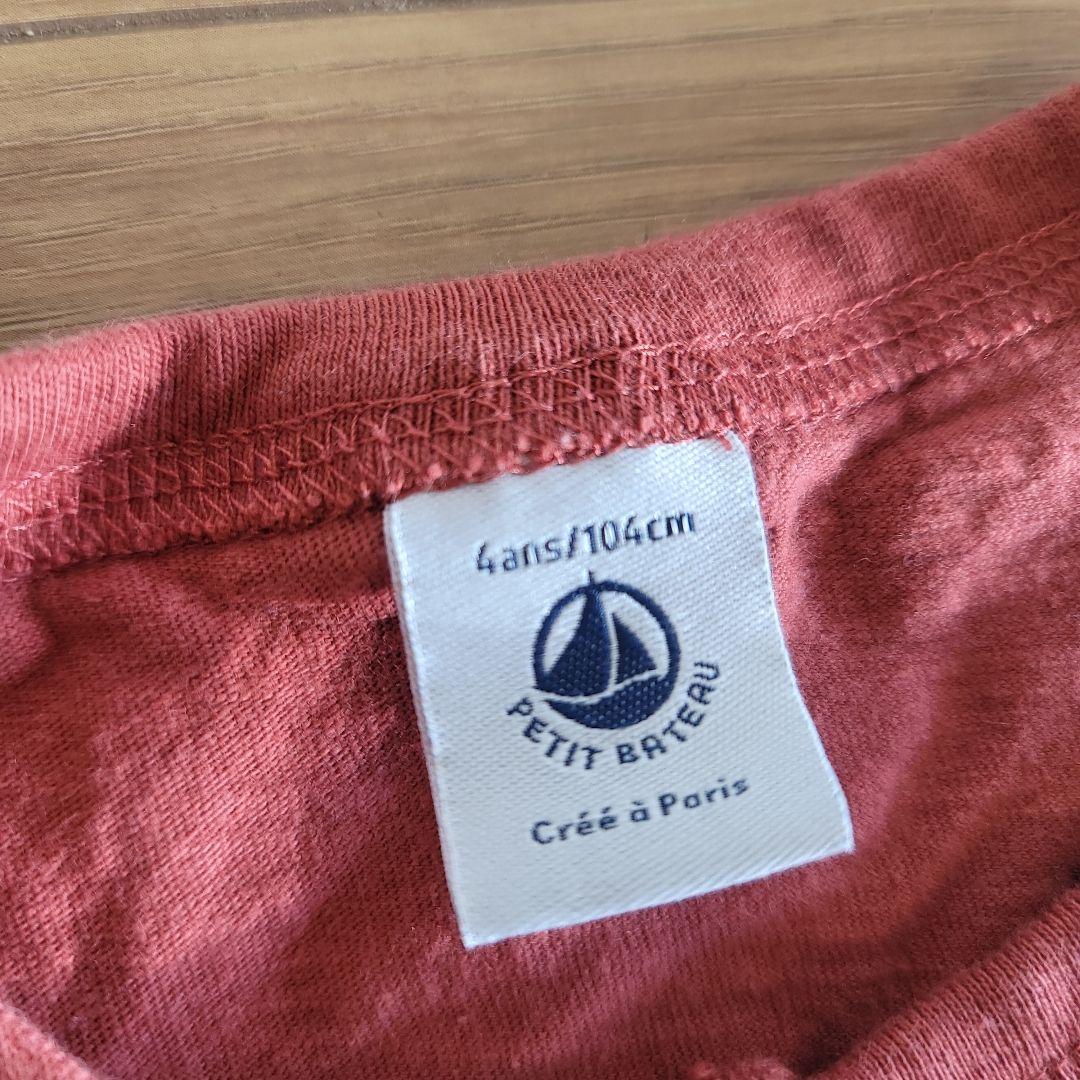 4ans/104cm
PETIT BATEAU
Créé à Paris